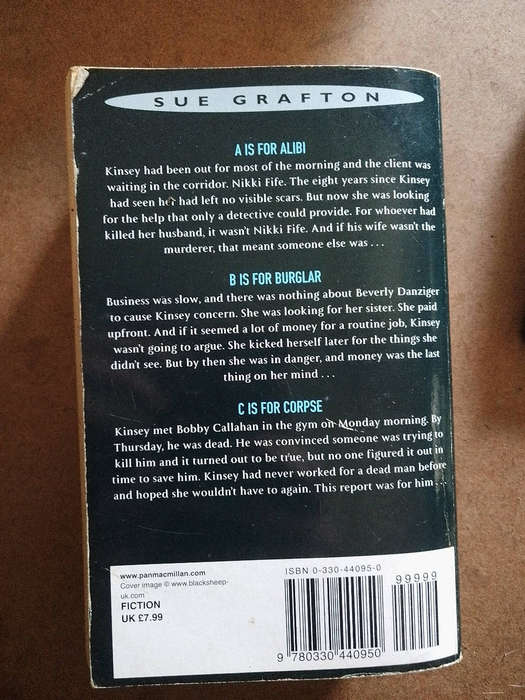 SUE GRAFTON
A IS FOR ALIBI
Kinsey had been out for most of the morning and the client was
waiting in the corridor. Nikki Fife. The eight years since Kinsey
had seen her had left no visible scars. But now she was looking
for the help that only a detective could provide. For whoever had
killed her husband, it wasn't Nikki Fife. And if his wife wasn't the
murderer, that meant someone else was . . .
B IS FOR BURGLAR
Business was slow, and there was nothing about Beverly Danziger
to cause Kinsey concern. She was looking for her sister. She paid
upfront. And if it seemed a lot of money for a routine job, Kinsey
wasn't going to argue. She kicked herself later for the things she
didn't see. But by then she was in danger, and money was the last
thing on her mind . . .
C IS FOR CORPSE
Kinsey met Bobby Callahan in the gym on Monday morning. By
Thursday, he was dead. He was convinced someone was trying to
kill him and it turned out to be true, but no one figured it out in
time to save him. Kinsey had never worked for a dead man before
and hoped she wouldn't have to again. This report was for him . . .
www.panmacmillan.com
Cover image © www.blacksheep-
uk.com
FICTION
UK £7.99
ISBN 0-330-44095-0
99999
9 780330 440950